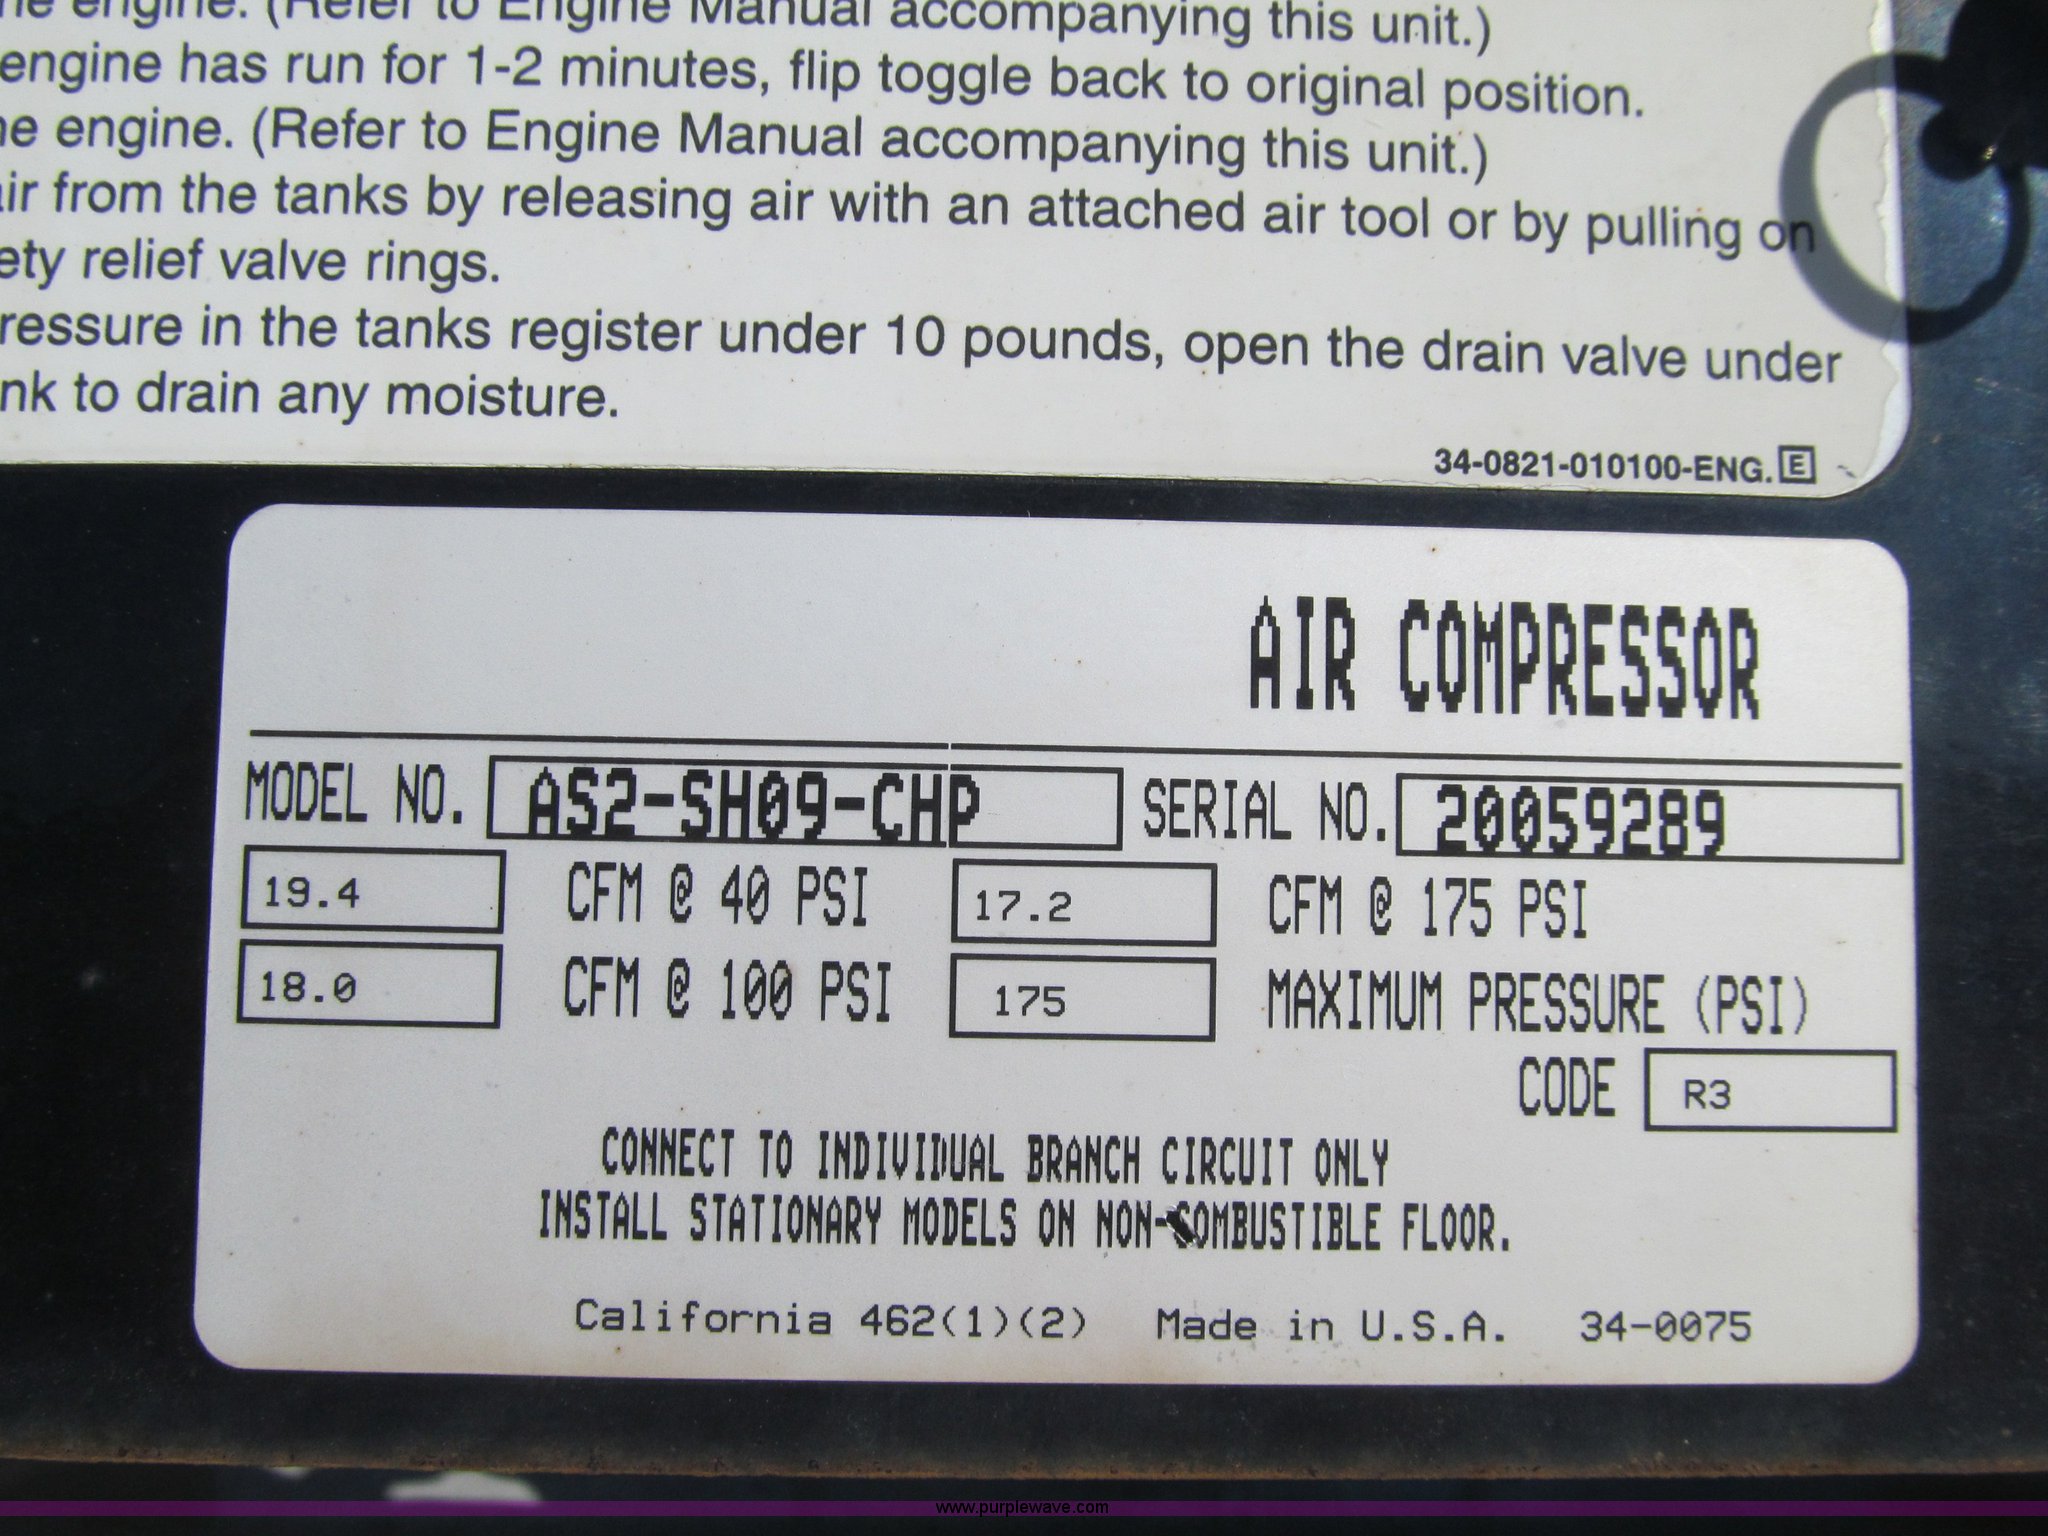 he engine. (Refer to Engine Manual accompanying this unit.)
engine has run for 1-2 minutes, flip toggle back to original position.
he engine. (Refer to Engine Manual accompanying this unit.)
air from the tanks by releasing air with an attached air tool or by pulling on
ety relief valve rings.
ressure in the tanks register under 10 pounds, open the drain valve under
nk to drain any moisture.
34-0821-010100-ENG. E
AIR COMPRESSOR
MODEL NO. AS2-SH09-CHP SERIAL NO. 20059289
19.4 CFM @ 40 PSI 17.2 CFM @ 175 PSI
18.0 CFM @ 100 PSI 175 MAXIMUM PRESSURE (PSI)
CODE R3
CONNECT TO INDIVIDUAL BRANCH CIRCUIT ONLY
INSTALL STATIONARY MODELS ON NON-COMBUSTIBLE FLOOR.
California 462(1)(2) Made in U.S.A. 34-0075
www.purplewave.com